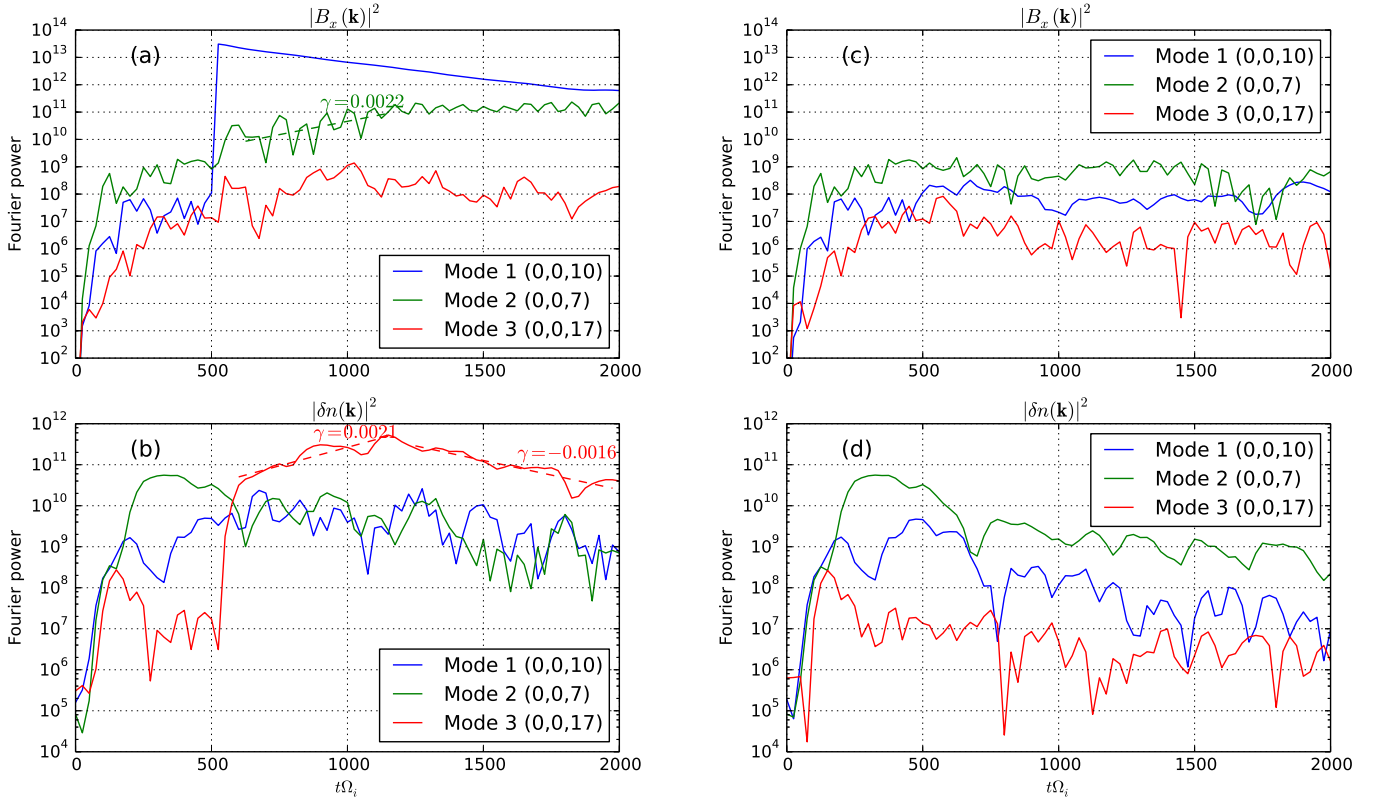 |B_x(k)|^2
(a)
10^14
10^13
10^12
10^11
10^10
10^9
10^8
10^7
10^6
10^5
10^4
10^3
10^2
Fourier power
γ=0.0022
Mode 1 (0,0,10)
Mode 2 (0,0,7)
Mode 3 (0,0,17)
0 500 1000 1500 2000
|B_x(k)|^2
(c)
10^14
10^13
10^12
10^11
10^10
10^9
10^8
10^7
10^6
10^5
10^4
10^3
10^2
Fourier power
Mode 1 (0,0,10)
Mode 2 (0,0,7)
Mode 3 (0,0,17)
0 500 1000 1500 2000
|δn(k)|^2
(b)
10^12
10^11
10^10
10^9
10^8
10^7
10^6
10^5
10^4
Fourier power
γ=0.0021
γ=−0.0016
Mode 1 (0,0,10)
Mode 2 (0,0,7)
Mode 3 (0,0,17)
0 500 1000 1500 2000
tΩ_i
|δn(k)|^2
(d)
10^12
10^11
10^10
10^9
10^8
10^7
10^6
10^5
10^4
Fourier power
Mode 1 (0,0,10)
Mode 2 (0,0,7)
Mode 3 (0,0,17)
0 500 1000 1500 2000
tΩ_i